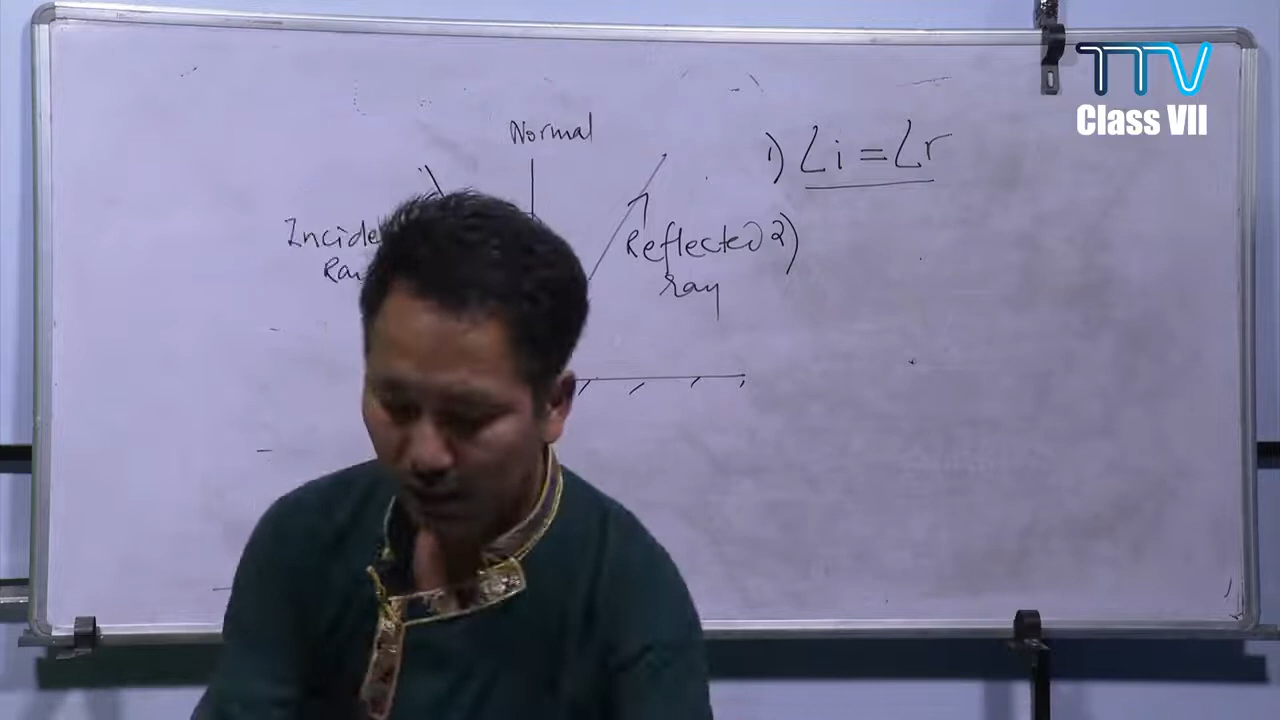 TTV
Class VII
Normal
1) ∠i = ∠r
Reflected
ray
2)